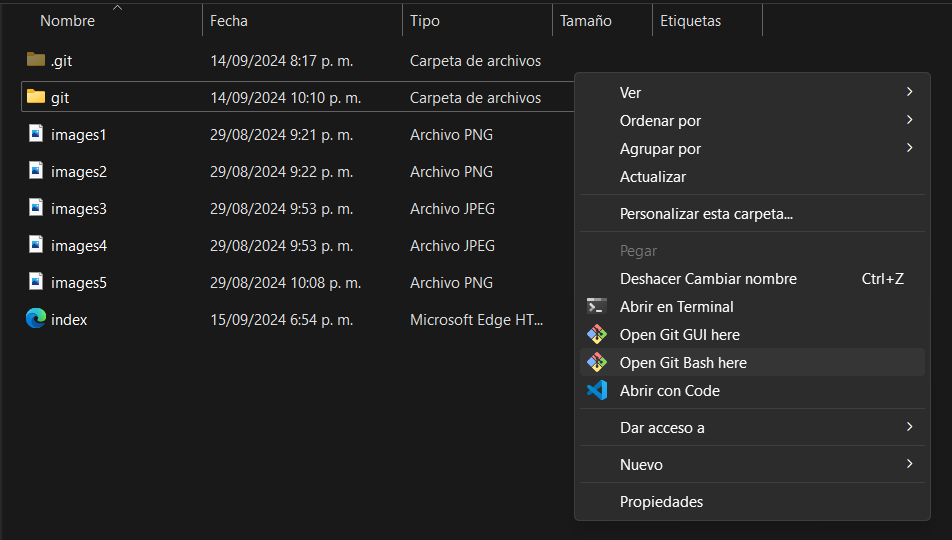 Nombre Fecha Tipo Tamaño Etiquetas
.git 14/09/2024 8:17 p. m. Carpeta de archivos
git 14/09/2024 10:10 p. m. Carpeta de archivos
images1 29/08/2024 9:21 p. m. Archivo PNG
images2 29/08/2024 9:22 p. m. Archivo PNG
images3 29/08/2024 9:53 p. m. Archivo JPEG
images4 29/08/2024 9:53 p. m. Archivo JPEG
images5 29/08/2024 10:08 p. m. Archivo PNG
index 15/09/2024 6:54 p. m. Microsoft Edge HT...
Ver
Ordenar por
Agrupar por
Actualizar
Personalizar esta carpeta...
Pegar
Deshacer Cambiar nombre Ctrl+Z
Abrir en Terminal
Open Git GUI here
Open Git Bash here
Abrir con Code
Dar acceso a
Nuevo
Propiedades